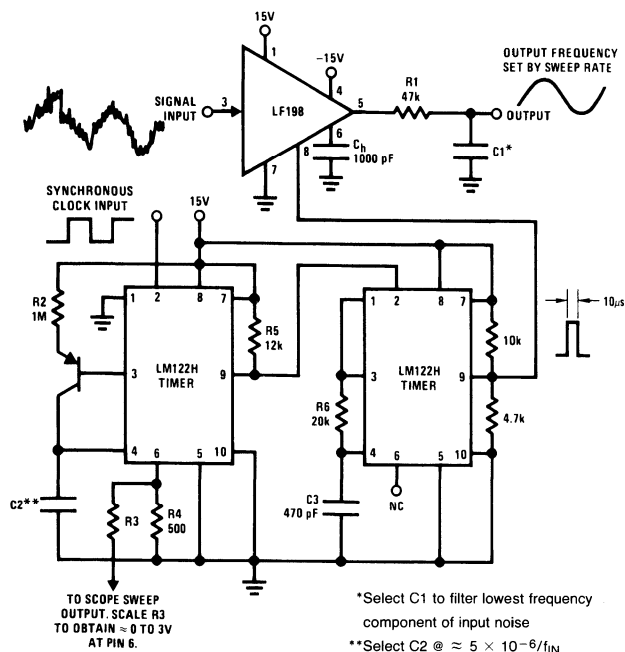 15V
1
-15V
4
OUTPUT FREQUENCY
SET BY SWEEP RATE
SIGNAL
INPUT
3
LF198
5
R1
47k
OUTPUT
6
8
7
Ch
1000 pF
C1*
SYNCHRONOUS
CLOCK INPUT
15V
R2
1M
1
2
8
7
R5
12k
3
LM122H
TIMER
9
4
6
5
10
C2**
R3
R4
500
1
2
8
7
10k
10μs
3
LM122H
TIMER
9
R6
20k
4.7k
4
6
5
10
C3
470 pF
NC
TO SCOPE SWEEP
OUTPUT. SCALE R3
TO OBTAIN ≈ 0 TO 3V
AT PIN 6.
*Select C1 to filter lowest frequency
component of input noise
**Select C2 @ ≈ 5 × 10−6/fIN